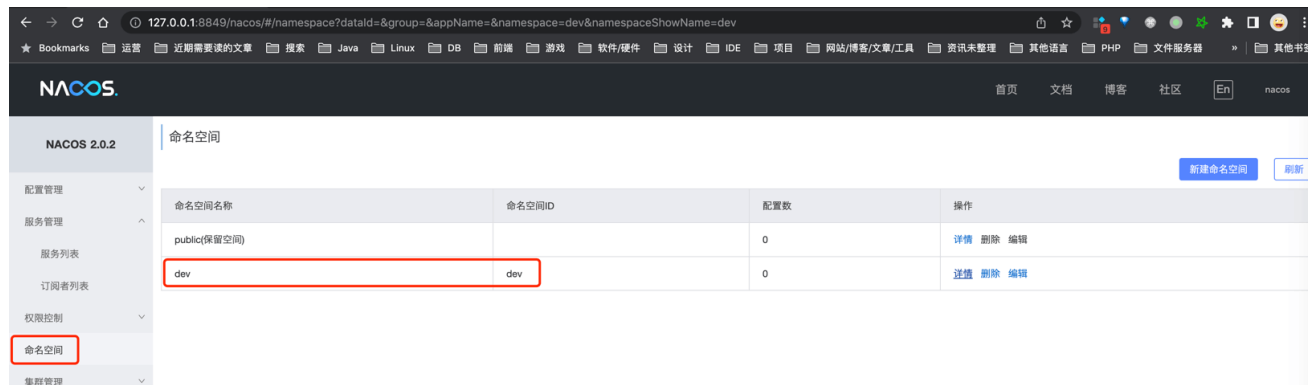 127.0.0.1:8849/nacos/#/namespace?dataId=&group=&appName=&namespace=dev&namespaceShowName=dev
Bookmarks 运营 近期需要读的文章 搜索 Java Linux DB 前端 游戏 软件/硬件 设计 IDE 项目 网站/博客/文章/工具 资讯未整理 其他语言 PHP 文件服务器 » 其他书签
NACOS.
首页 文档 博客 社区 En nacos
NACOS 2.0.2
命名空间
新建命名空间 刷新
配置管理
命名空间名称 命名空间ID 配置数 操作
服务管理
public(保留空间) 0 详情 删除 编辑
服务列表
dev dev 0 详情 删除 编辑
订阅者列表
权限控制
命名空间
集群管理